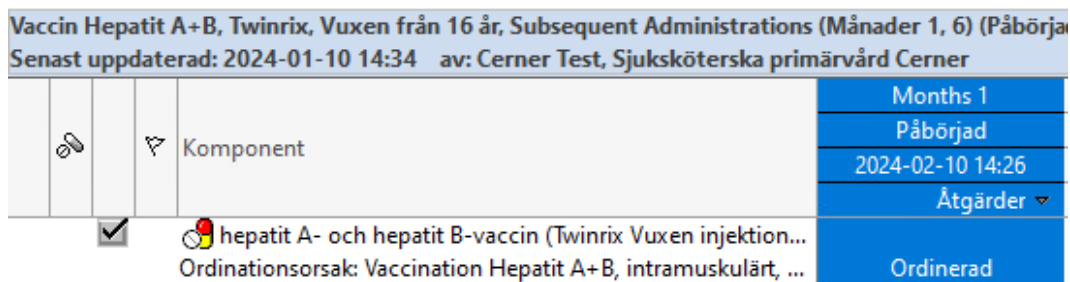 Vaccin Hepatit A+B, Twinrix, Vuxen från 16 år, Subsequent Administrations (Månader 1, 6) (Påbörja
Senast uppdaterad: 2024-01-10 14:34 av: Cerner Test, Sjuksköterska primärvård Cerner
Months 1
Påbörjad
Komponent
2024-02-10 14:26
Åtgärder
hepatit A- och hepatit B-vaccin (Twinrix Vuxen injektion...
Ordinationsorsak: Vaccination Hepatit A+B, intramuskulärt, ... Ordinerad